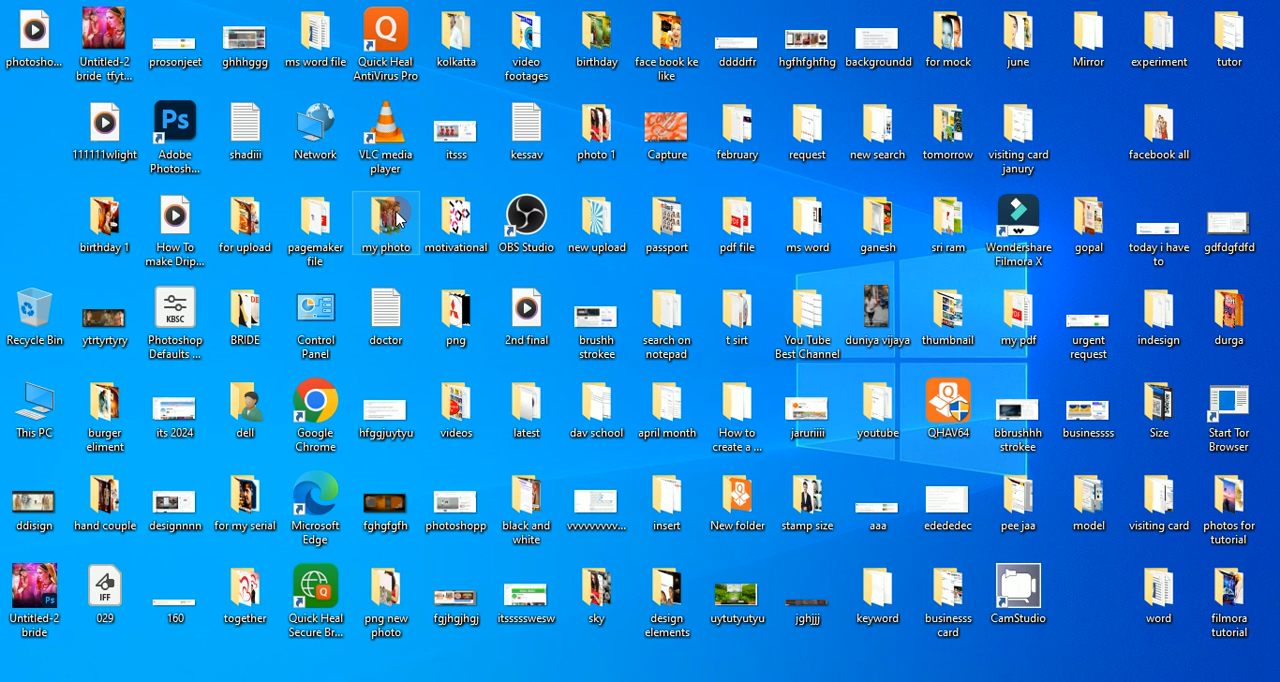 photosho...
Untitled-2
bride tfyt...
prosonjeet
ghhhggg
ms word file
Quick Heal
AntiVirus Pro
kolkatta
video
footages
birthday
face book ke
like
ddddrfr
hgfhfghfhg
backgroundd
for mock
june
Mirror
experiment
tutor
111111wlight
Adobe
Photosh...
shadiii
Network
VLC media
player
itsss
kessav
photo 1
Capture
february
request
new search
tomorrow
visiting card
janury
facebook all
birthday 1
How To
make Drip...
for upload
pagemaker
file
my photo
motivational
OBS Studio
new upload
passport
pdf file
ms word
ganesh
sri ram
Wondershare
Filmora X
gopal
today i have
to
gdfdgfdfd
Recycle Bin
ytrtyrtyry
KBSC
Photoshop
Defaults ...
BRIDE
Control
Panel
doctor
png
2nd final
brushh
strokee
search on
notepad
t sirt
You Tube
Best Channel
duniya vijaya
thumbnail
my pdf
urgent
request
indesign
durga
This PC
burger
eliment
its 2024
dell
Google
Chrome
hfggjuytyu
videos
latest
dav school
april month
How to
create a ...
jaruriiii
youtube
QHAV64
bbrushhh
strokee
businessss
Size
Start Tor
Browser
ddisign
hand couple
designnnn
for my serial
Microsoft
Edge
fghgfgfh
photoshopp
black and
white
vvvvvvvvv...
insert
New folder
stamp size
aaa
edededec
pee jaa
model
visiting card
photos for
tutorial
Ps
Untitled-2
bride
IFF
029
160
together
Quick Heal
Secure Br...
png new
photo
fgjhgjhgj
itssssswesw
sky
design
elements
uytutyutyu
jghjjj
keyword
businesss
card
CamStudio
word
filmora
tutorial